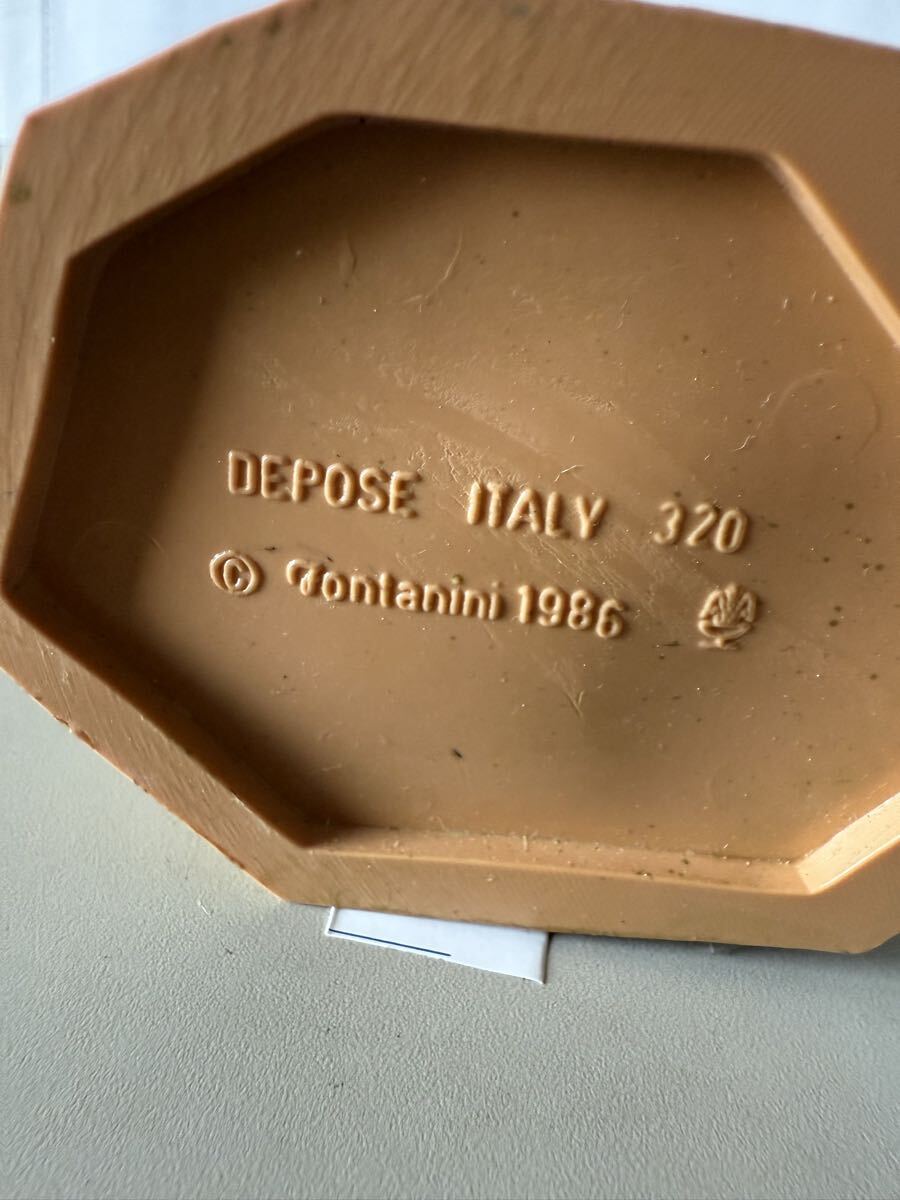 DEPOSE ITALY 320
© Fontanini 1986